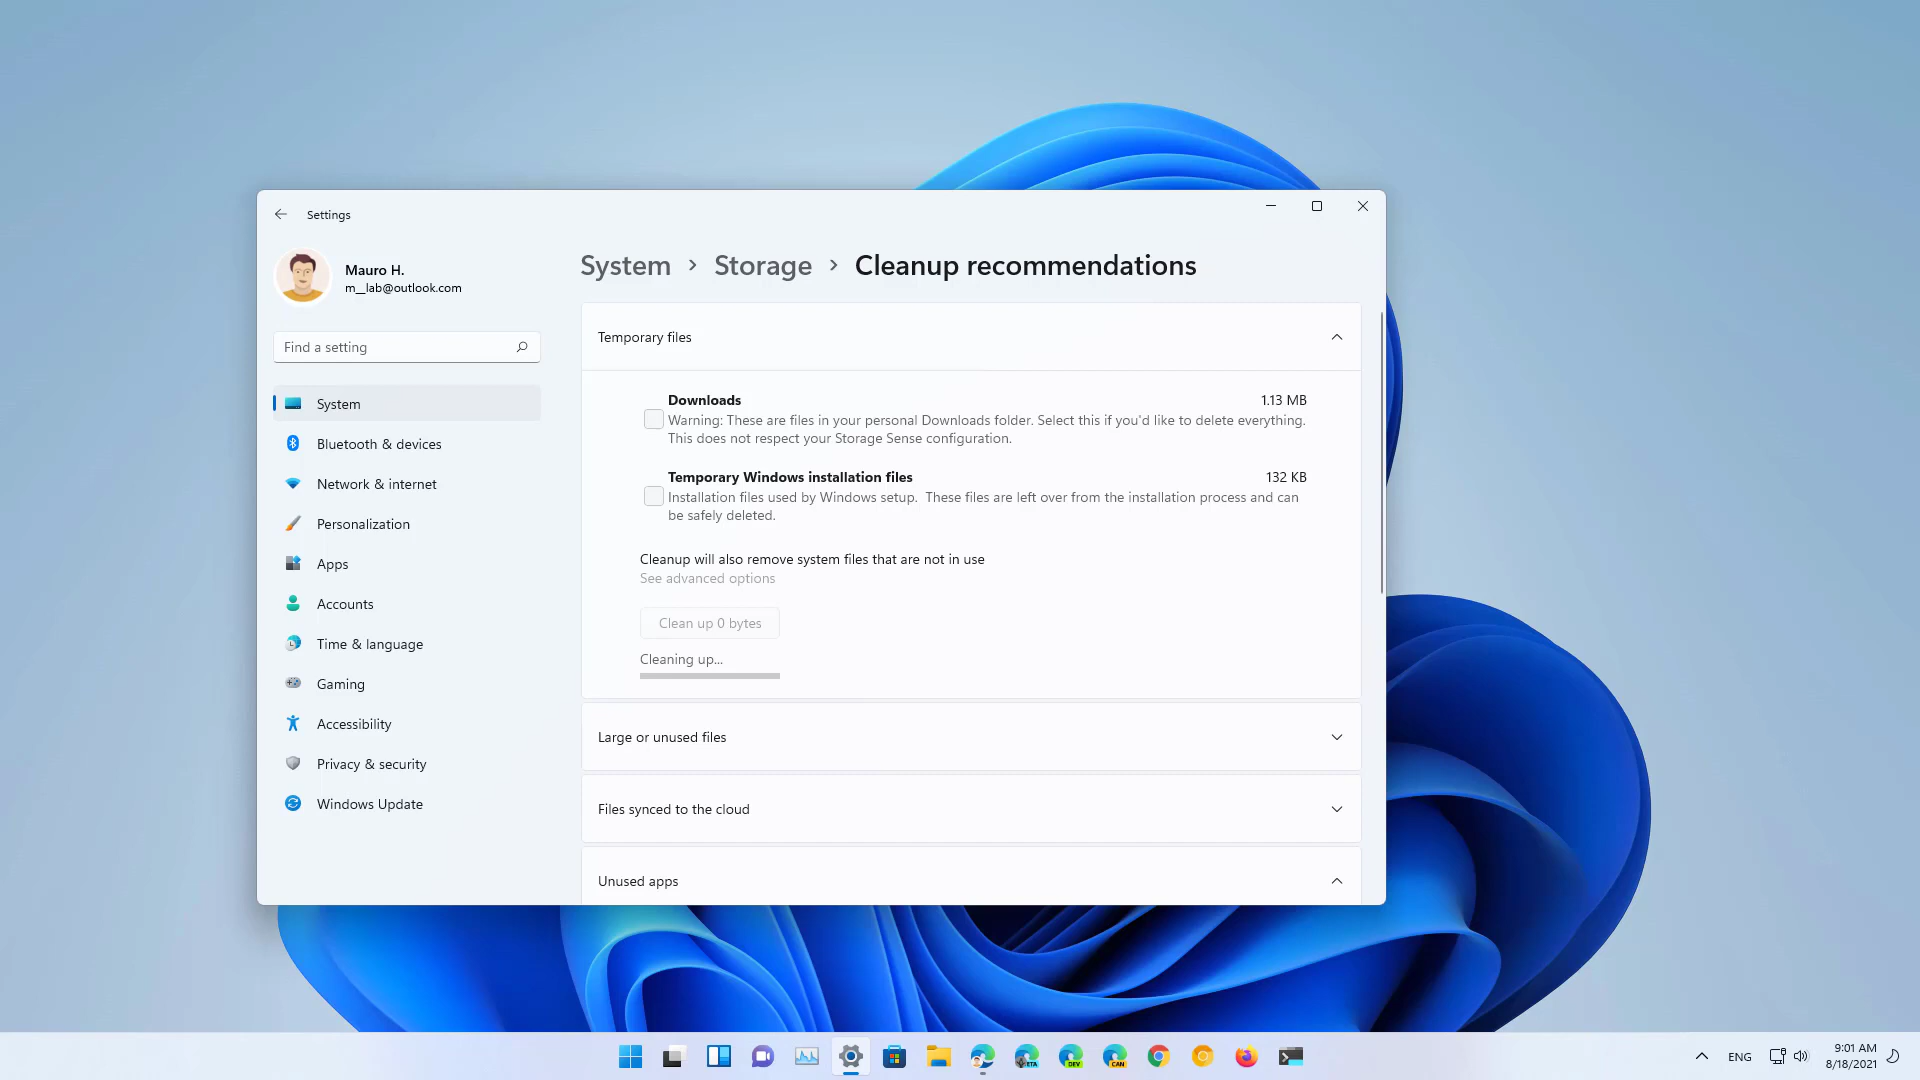 Settings
Mauro H.
m__lab@outlook.com
Find a setting
System
Bluetooth & devices
Network & internet
Personalization
Apps
Accounts
Time & language
Gaming
Accessibility
Privacy & security
Windows Update
System > Storage > Cleanup recommendations
Temporary files
Downloads 1.13 MB
Warning: These are files in your personal Downloads folder. Select this if you'd like to delete everything.
This does not respect your Storage Sense configuration.
Temporary Windows installation files 132 KB
Installation files used by Windows setup.  These files are left over from the installation process and can
be safely deleted.
Cleanup will also remove system files that are not in use
See advanced options
Clean up 0 bytes
Cleaning up...
Large or unused files
Files synced to the cloud
Unused apps
BETA
DEV
CAN
ENG
9:01 AM
8/18/2021